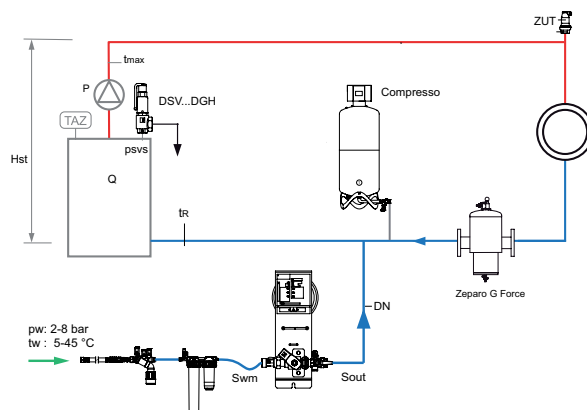 ZUT
tmax
P
DSV...DGH
Compresso
TAZ
psvs
Hst
Q
tR
Zeparo G Force
DN
pw: 2-8 bar
tw : 5-45 °C
Swm
Sout